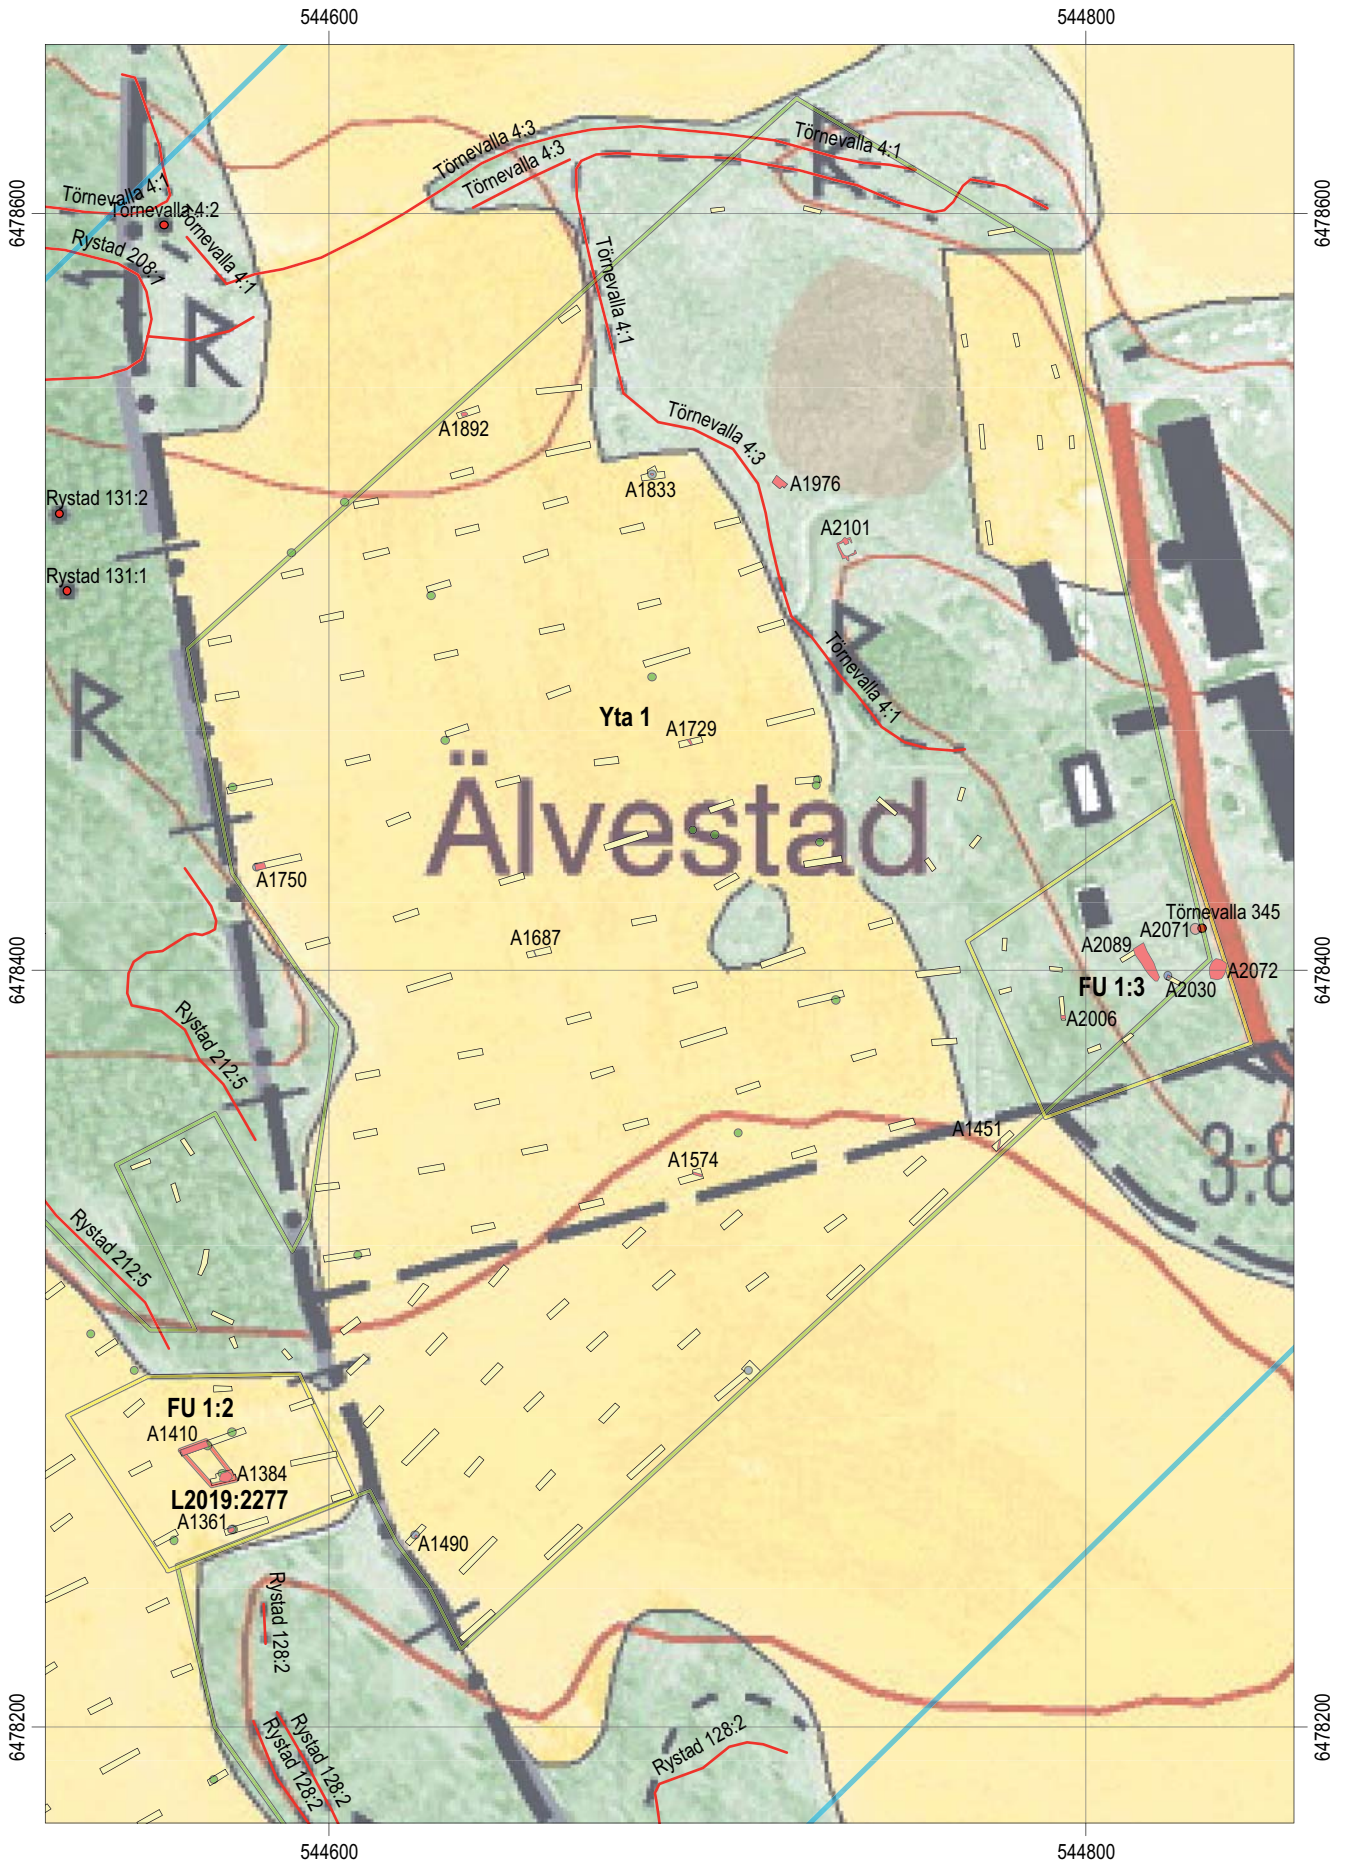 544600
544800
Törnevalla 4:3
Törnevalla 4:1
Törnevalla 4:3
Törnevalla 4:1
6478600
Törnevalla 4:2
6478600
Törnevalla 4:1
Rystad 208:1
R
Törnevalla 4:1
R
Törnevalla 4:3
A1892
A1833
A1976
Rystad 131:2
A2101
Rystad 131:1
R
Törnevalla 4:1
R
Yta 1
A1729
Älvestad
A1750
Törnevalla 345
A2071
A1687
A2089
A2072
6478400
FU 1:3
A2030
6478400
A2006
Rystad 212:5
A1451
3:8
A1574
Rystad 212:5
FU 1:2
A1410
A1384
L2019:2277
A1361
A1490
Rystad 128:2
6478200
Rystad 128:2
Rystad 128:2
Rystad 128:2
6478200
544600
544800